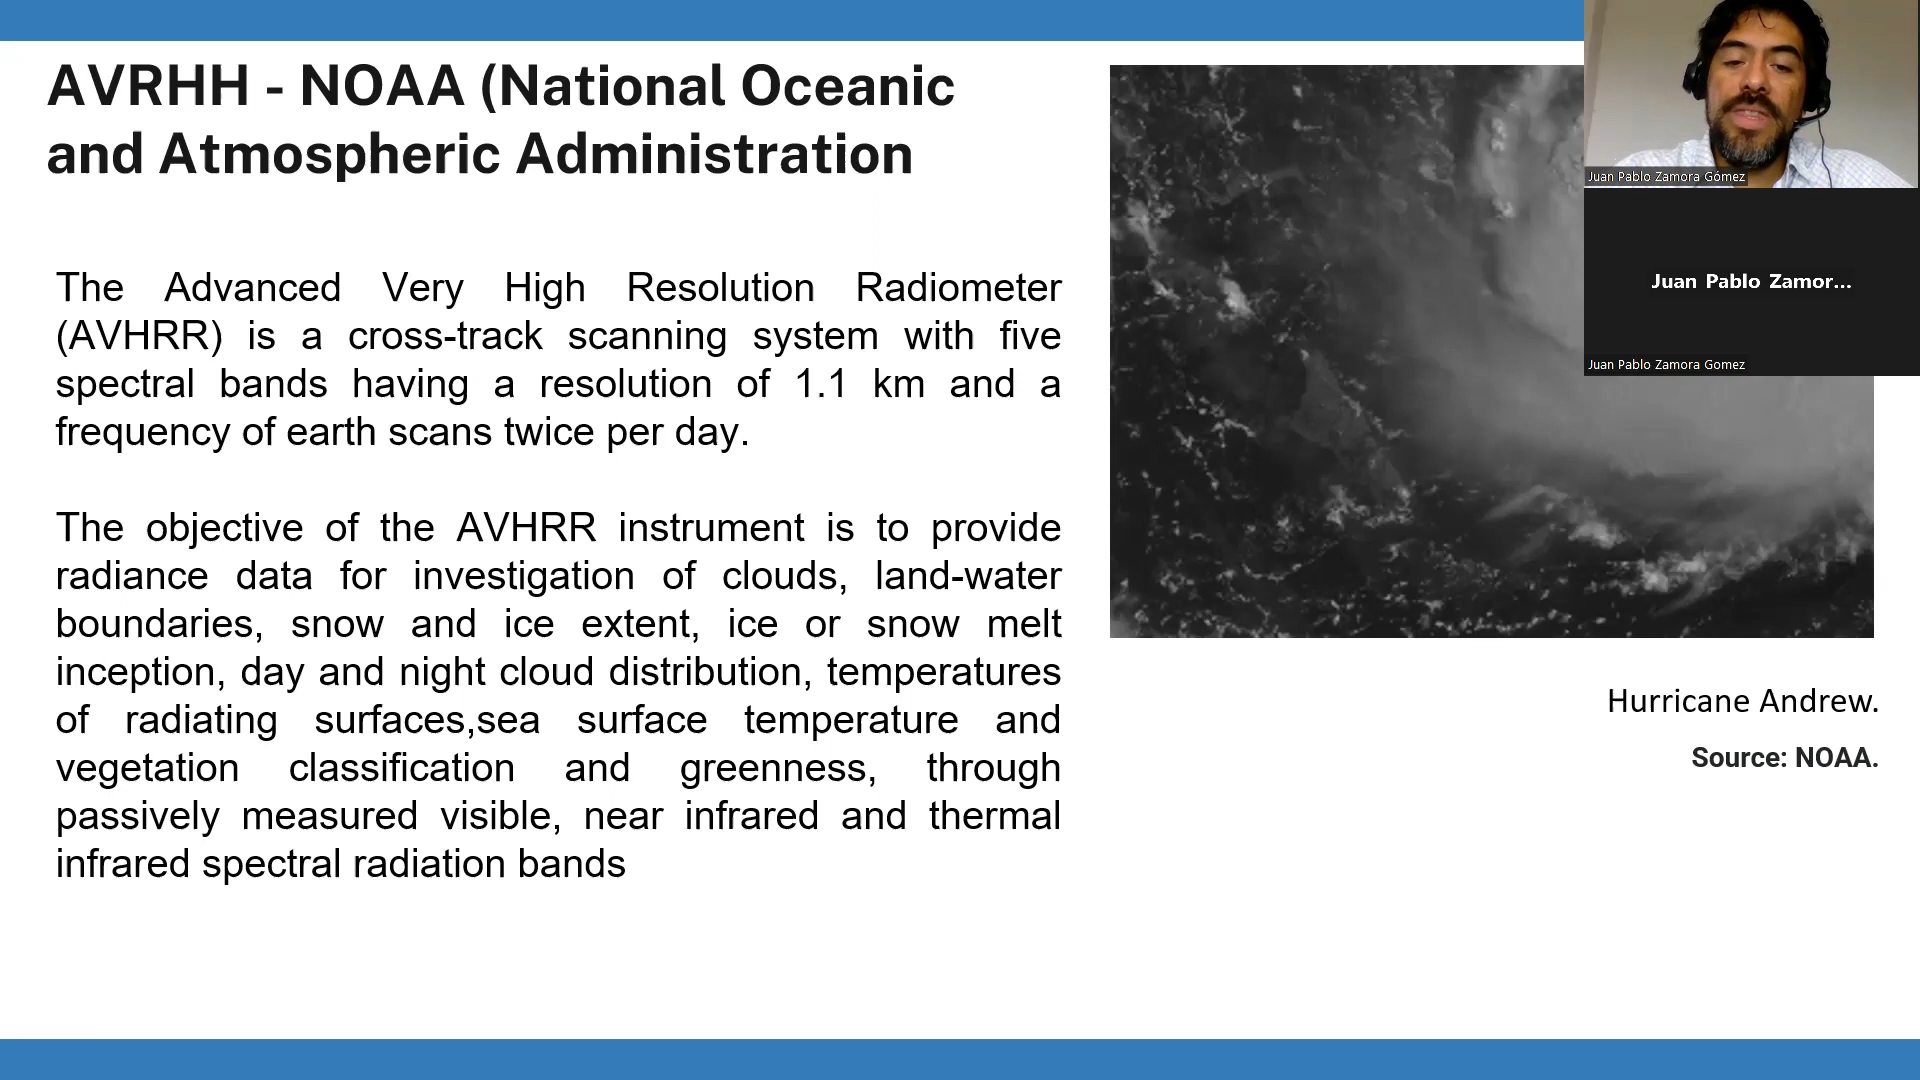 AVRHH - NOAA (National Oceanic
and Atmospheric Administration
The Advanced Very High Resolution Radiometer
(AVHRR) is a cross-track scanning system with five
spectral bands having a resolution of 1.1 km and a
frequency of earth scans twice per day.
The objective of the AVHRR instrument is to provide
radiance data for investigation of clouds, land-water
boundaries, snow and ice extent, ice or snow melt
inception, day and night cloud distribution, temperatures
of radiating surfaces,sea surface temperature and
vegetation classification and greenness, through
passively measured visible, near infrared and thermal
infrared spectral radiation bands
Juan Pablo Zamora Gómez
Juan Pablo Zamor...
Juan Pablo Zamora Gomez
Hurricane Andrew.
Source: NOAA.